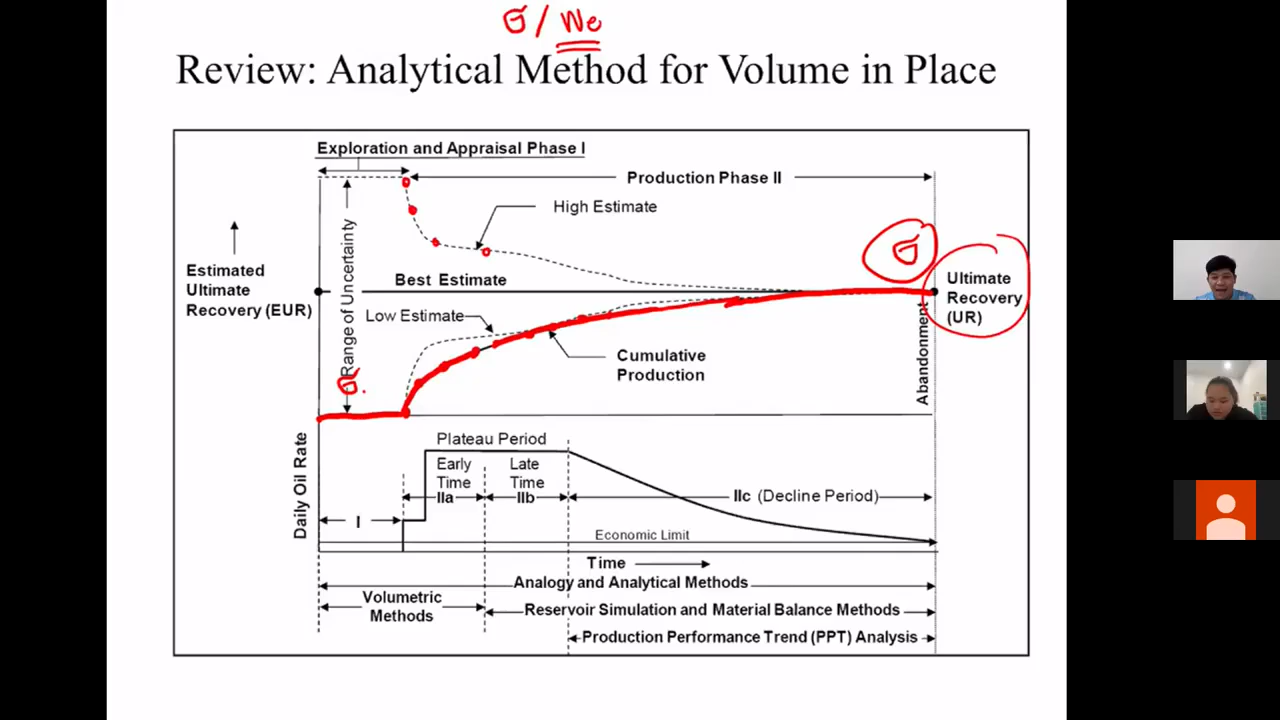 σ / We
Review: Analytical Method for Volume in Place
Exploration and Appraisal Phase I
Production Phase II
High Estimate
Range of Uncertainty
Estimated
Ultimate
Recovery (EUR)
Best Estimate
σ
Ultimate
Recovery
(UR)
Low Estimate
Cumulative
Production
Abandonment
σ
Daily Oil Rate
Plateau Period
Early
Time
IIa
Late
Time
IIb
I
IIc (Decline Period)
Economic Limit
Time
Analogy and Analytical Methods
Volumetric
Methods
Reservoir Simulation and Material Balance Methods
Production Performance Trend (PPT) Analysis